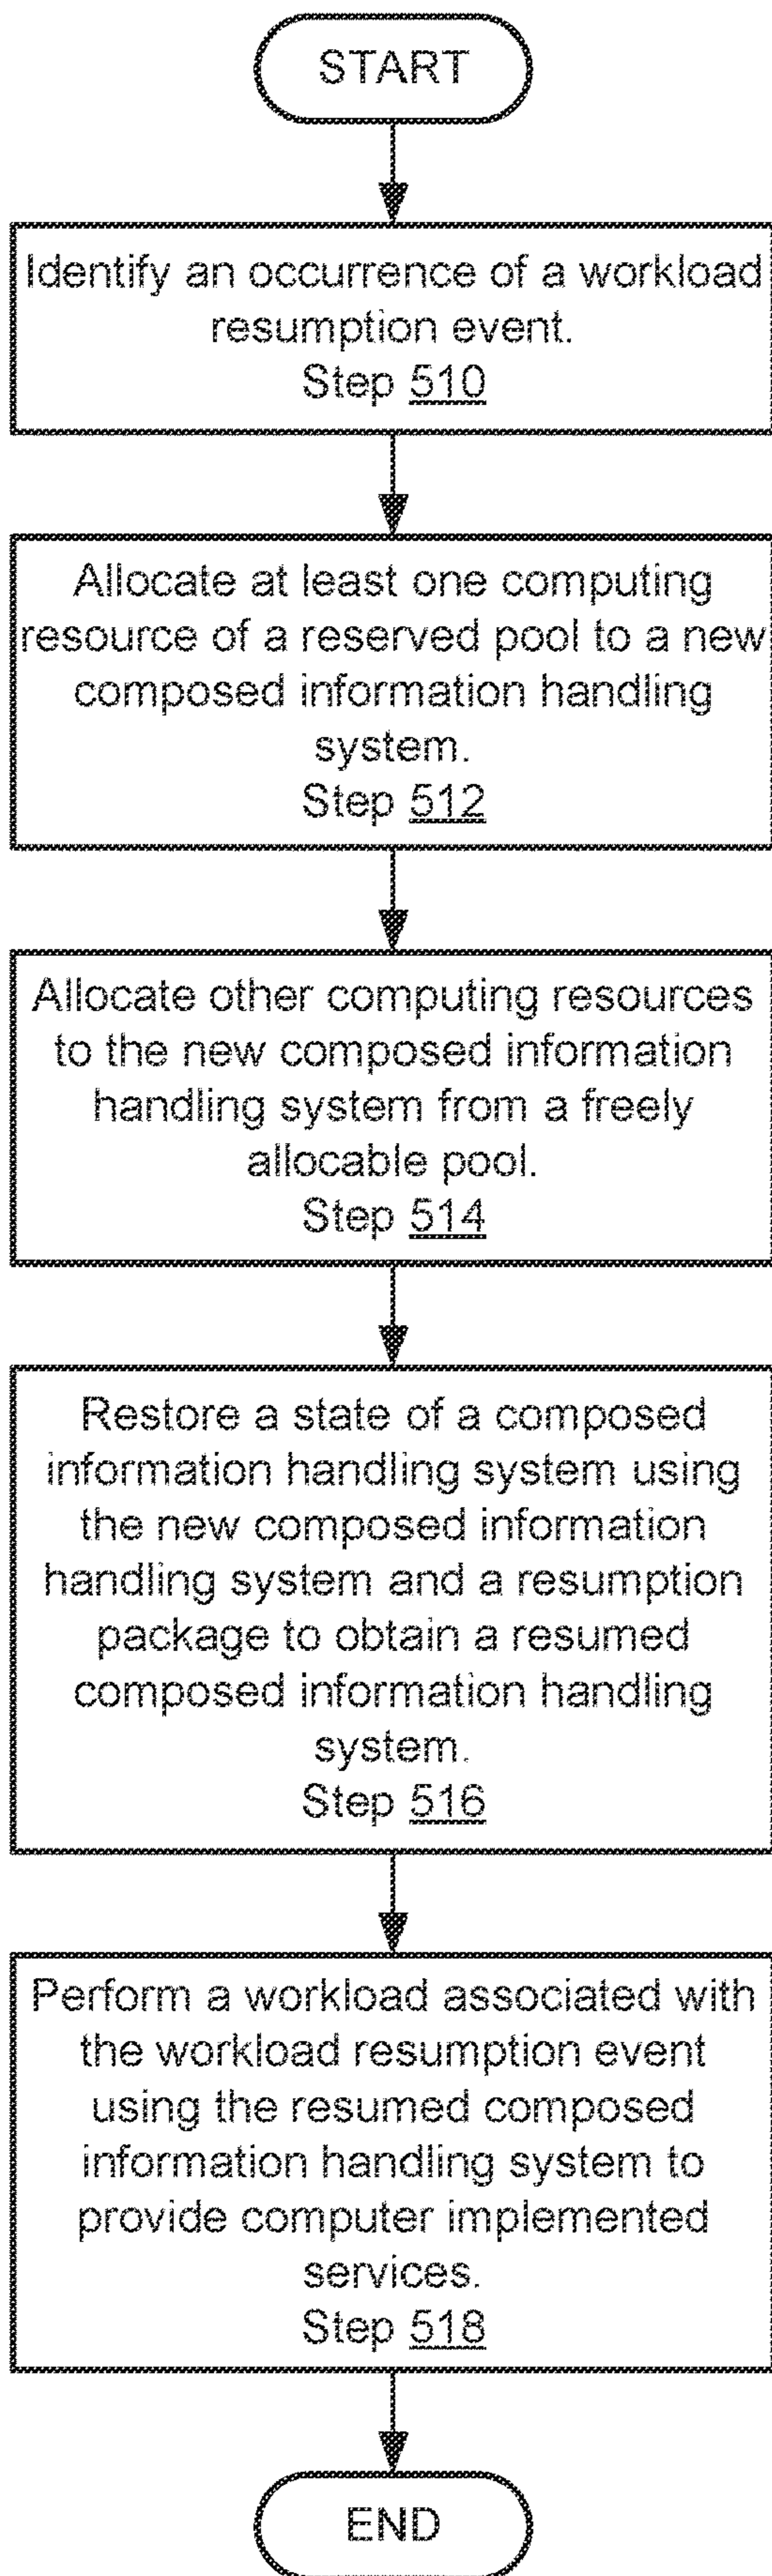 START
Identify an occurrence of a workload
resumption event.
Step 510
Allocate at least one computing
resource of a reserved pool to a new
composed information handling
system.
Step 512
Allocate other computing resources
to the new composed information
handling system from a freely
allocable pool.
Step 514
Restore a state of a composed
information handling system using
the new composed information
handling system and a resumption
package to obtain a resumed
composed information handling
system.
Step 516
Perform a workload associated with
the workload resumption event
using the resumed composed
information handling system to
provide computer implemented
services.
Step 518
END